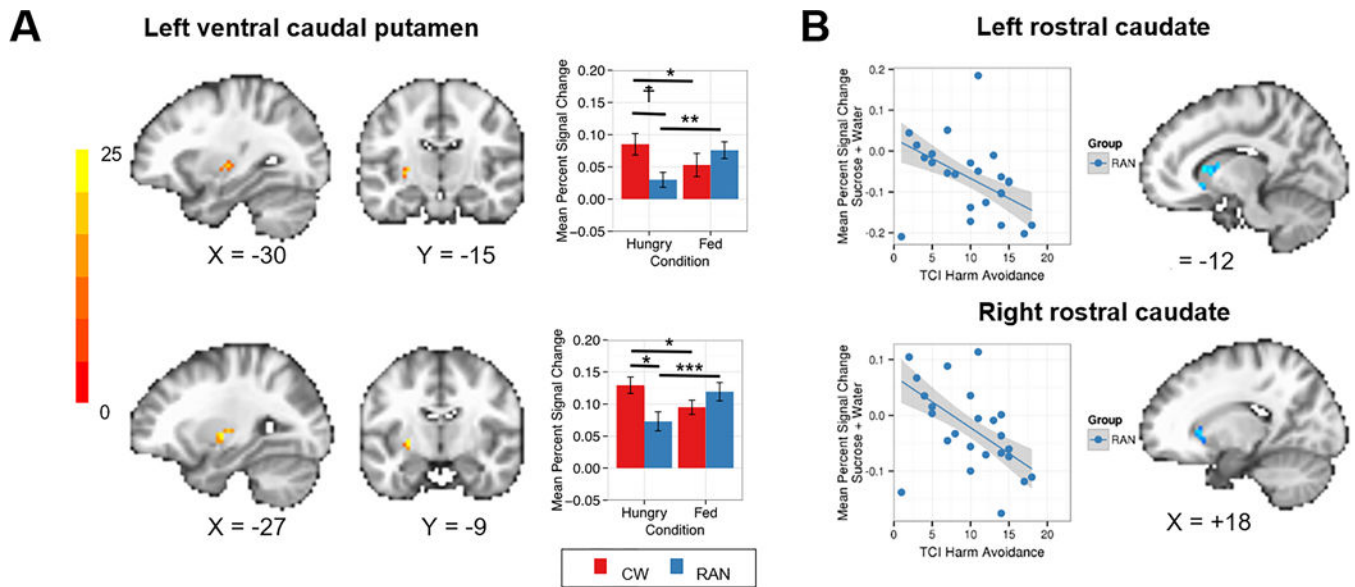 A
Left ventral caudal putamen
25
0
X = -30
Y = -15
Mean Percent Signal Change
0.20
0.15
0.10
0.05
0.00
−0.05
*
†
**
Hungry
Fed
Condition
X = -27
Y = -9
Mean Percent Signal Change
0.20
0.15
0.10
0.05
0.00
−0.05
*
*
***
Hungry
Fed
Condition
CW
RAN
B
Left rostral caudate
Mean Percent Signal Change
Sucrose + Water
0.2
0.1
0.0
-0.1
-0.2
0
5
10
15
20
TCI Harm Avoidance
Group
RAN
= -12
Right rostral caudate
Mean Percent Signal Change
Sucrose + Water
0.1
0.0
-0.1
0
5
10
15
20
TCI Harm Avoidance
Group
RAN
X = +18